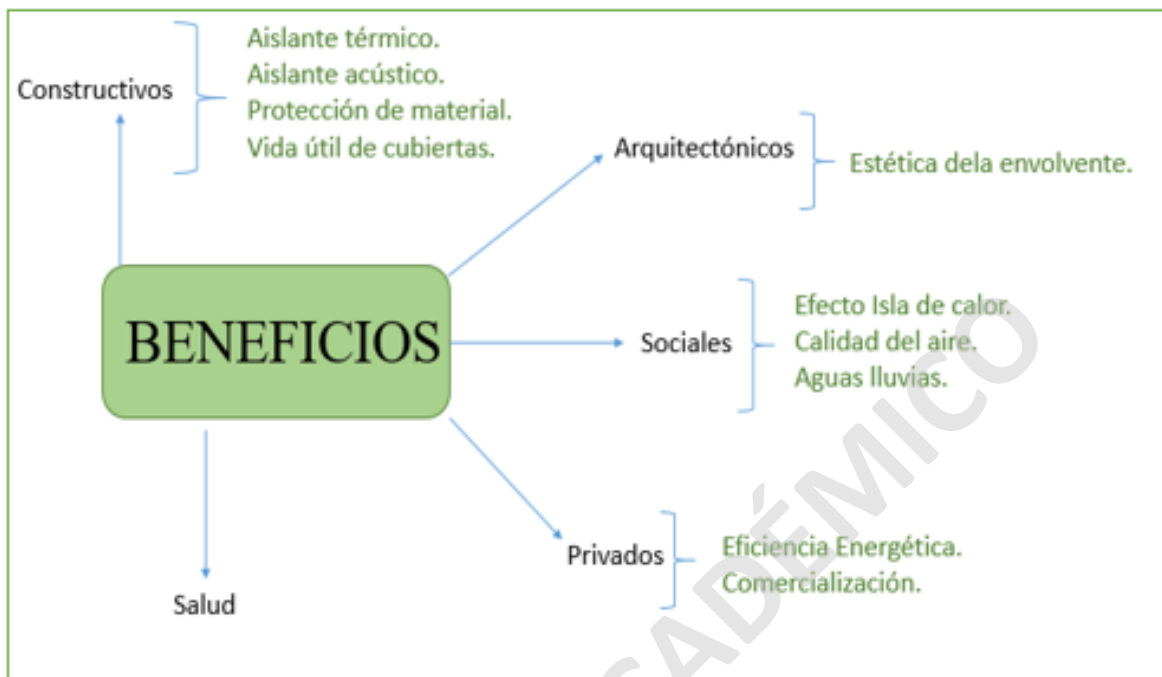 Constructivos
Aislante térmico.
Aislante acústico.
Protección de material.
Vida útil de cubiertas.
Arquitectónicos
Estética dela envolvente.
BENEFICIOS
Sociales
Efecto Isla de calor.
Calidad del aire.
Aguas lluvias.
Privados
Eficiencia Energética.
Comercialización.
Salud
CADÉMICO